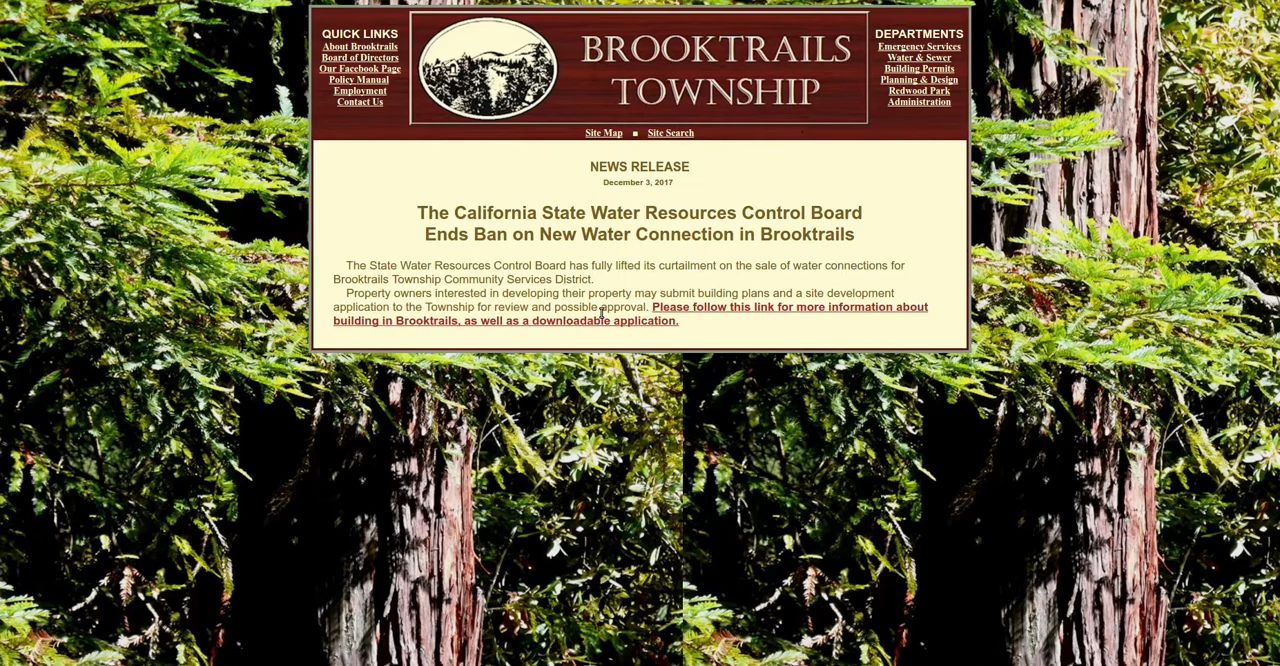 QUICK LINKS
About Brooktrails
Board of Directors
Our Facebook Page
Policy Manual
Employment
Contact Us
BROOKTRAILS
TOWNSHIP
DEPARTMENTS
Emergency Services
Water & Sewer
Building Permits
Planning & Design
Redwood Park
Administration
Site Map ■ Site Search
NEWS RELEASE
December 3, 2017
The California State Water Resources Control Board
Ends Ban on New Water Connection in Brooktrails
The State Water Resources Control Board has fully lifted its curtailment on the sale of water connections for
Brooktrails Township Community Services District.
Property owners interested in developing their property may submit building plans and a site development
application to the Township for review and possible approval. Please follow this link for more information about
building in Brooktrails, as well as a downloadable application.